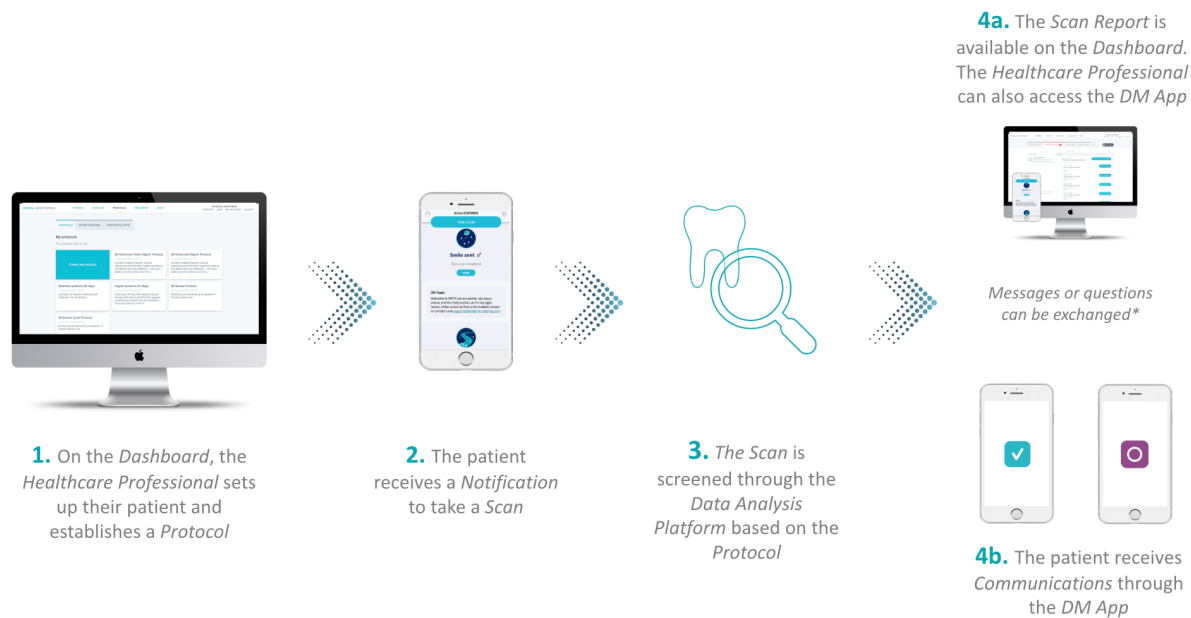 4a. The Scan Report is
available on the Dashboard.
The Healthcare Professional
can also access the DM App
My protocols
Smile sent 🚀
Messages or questions
can be exchanged*
1. On the Dashboard, the
Healthcare Professional sets
up their patient and
establishes a Protocol
2. The patient
receives a Notification
to take a Scan
3. The Scan is
screened through the
Data Analysis
Platform based on the
Protocol
4b. The patient receives
Communications through
the DM App